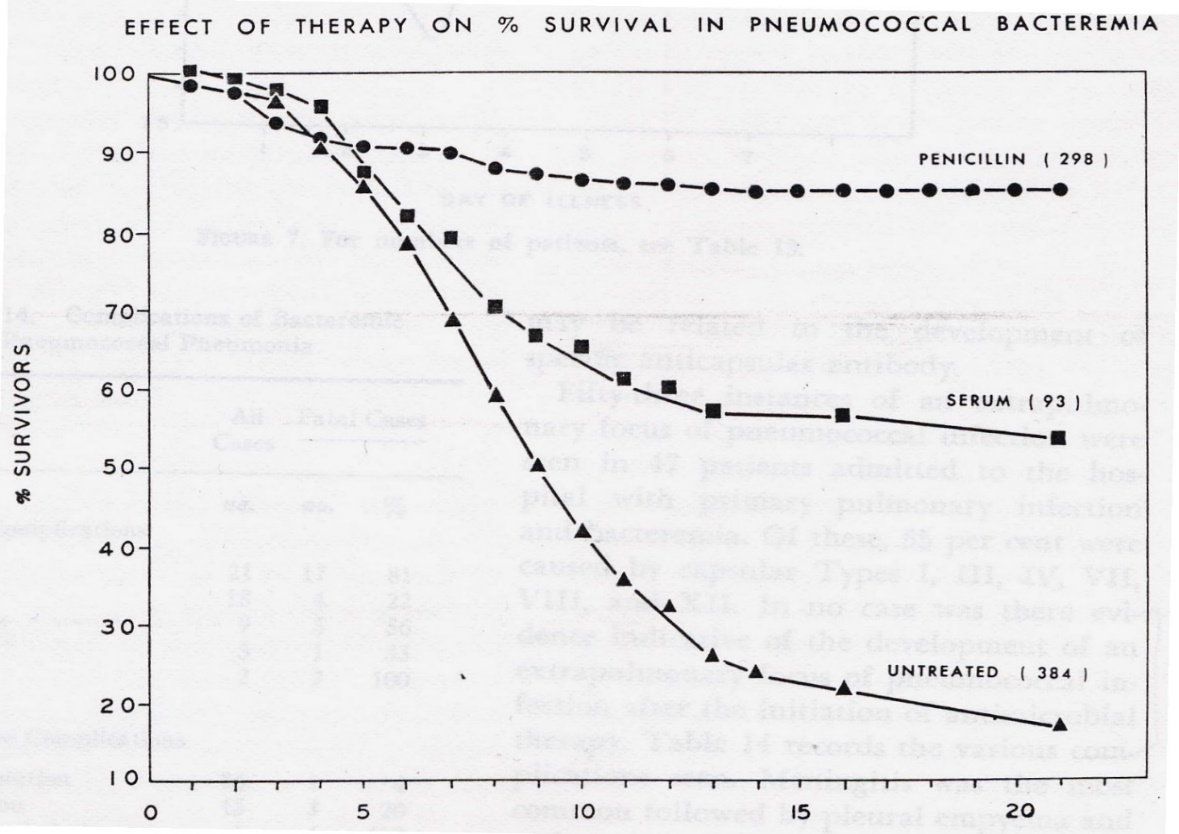 EFFECT OF THERAPY ON % SURVIVAL IN PNEUMOCOCCAL BACTEREMIA
100
90
80
70
60
50
40
30
20
10
% SURVIVORS
PENICILLIN (298)
SERUM (93)
UNTREATED (384)
0 5 10 15 20
DAY OF ILLNESS
FIGURE 7. For numbers of patients, see Table 13.
14. Complications of Bacteremic
Pneumococcal Pneumonia
All Fatal Cases
Cases
no. no. %
21 17 81
18 4 22
2 2 100
may be related to the development of
specific anticapsular antibody.
Fifty-three instances of an extrapulmo-
nary focus of pneumococcal infection were
seen in 47 patients admitted to the hos-
pital with primary pulmonary infection
and bacteremia. Of these, 55 per cent were
caused by capsular Types I, III, IV, VII,
VIII, and XII. In no case was there evi-
dence indicative of the development of an
extrapulmonary focus of pneumococcal in-
fection after the initiation of antimicrobial
therapy. Table 14 records the various com-
plications seen. Meningitis was the most
common followed by pleural empyema and